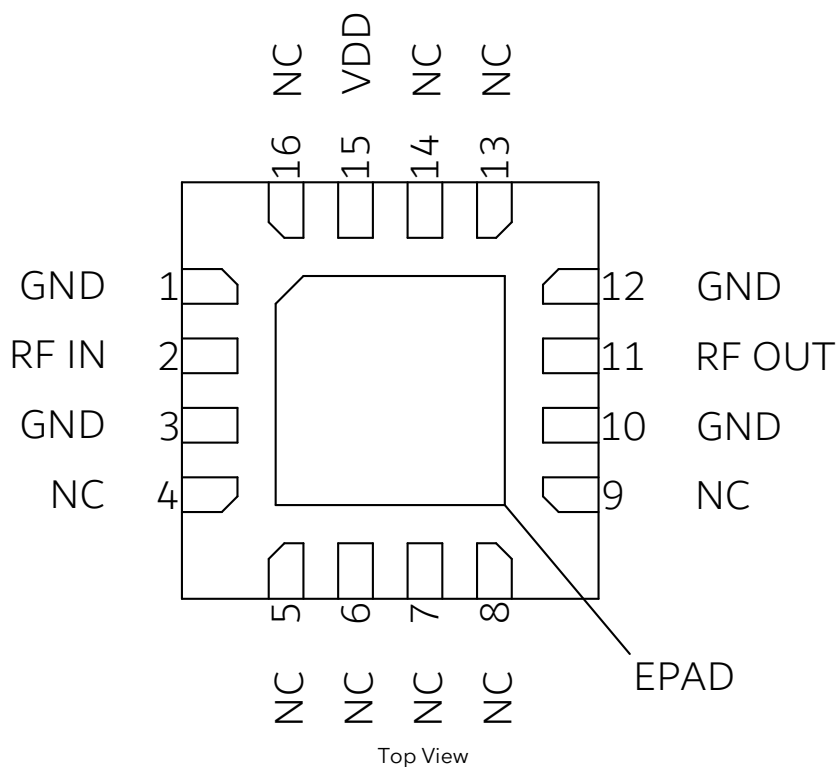 NC
VDD
NC
NC
16
15
14
13
GND 1
RF IN 2
GND 3
NC 4
12 GND
11 RF OUT
10 GND
9 NC
5
6
7
8
NC
NC
NC
NC
EPAD
Top View